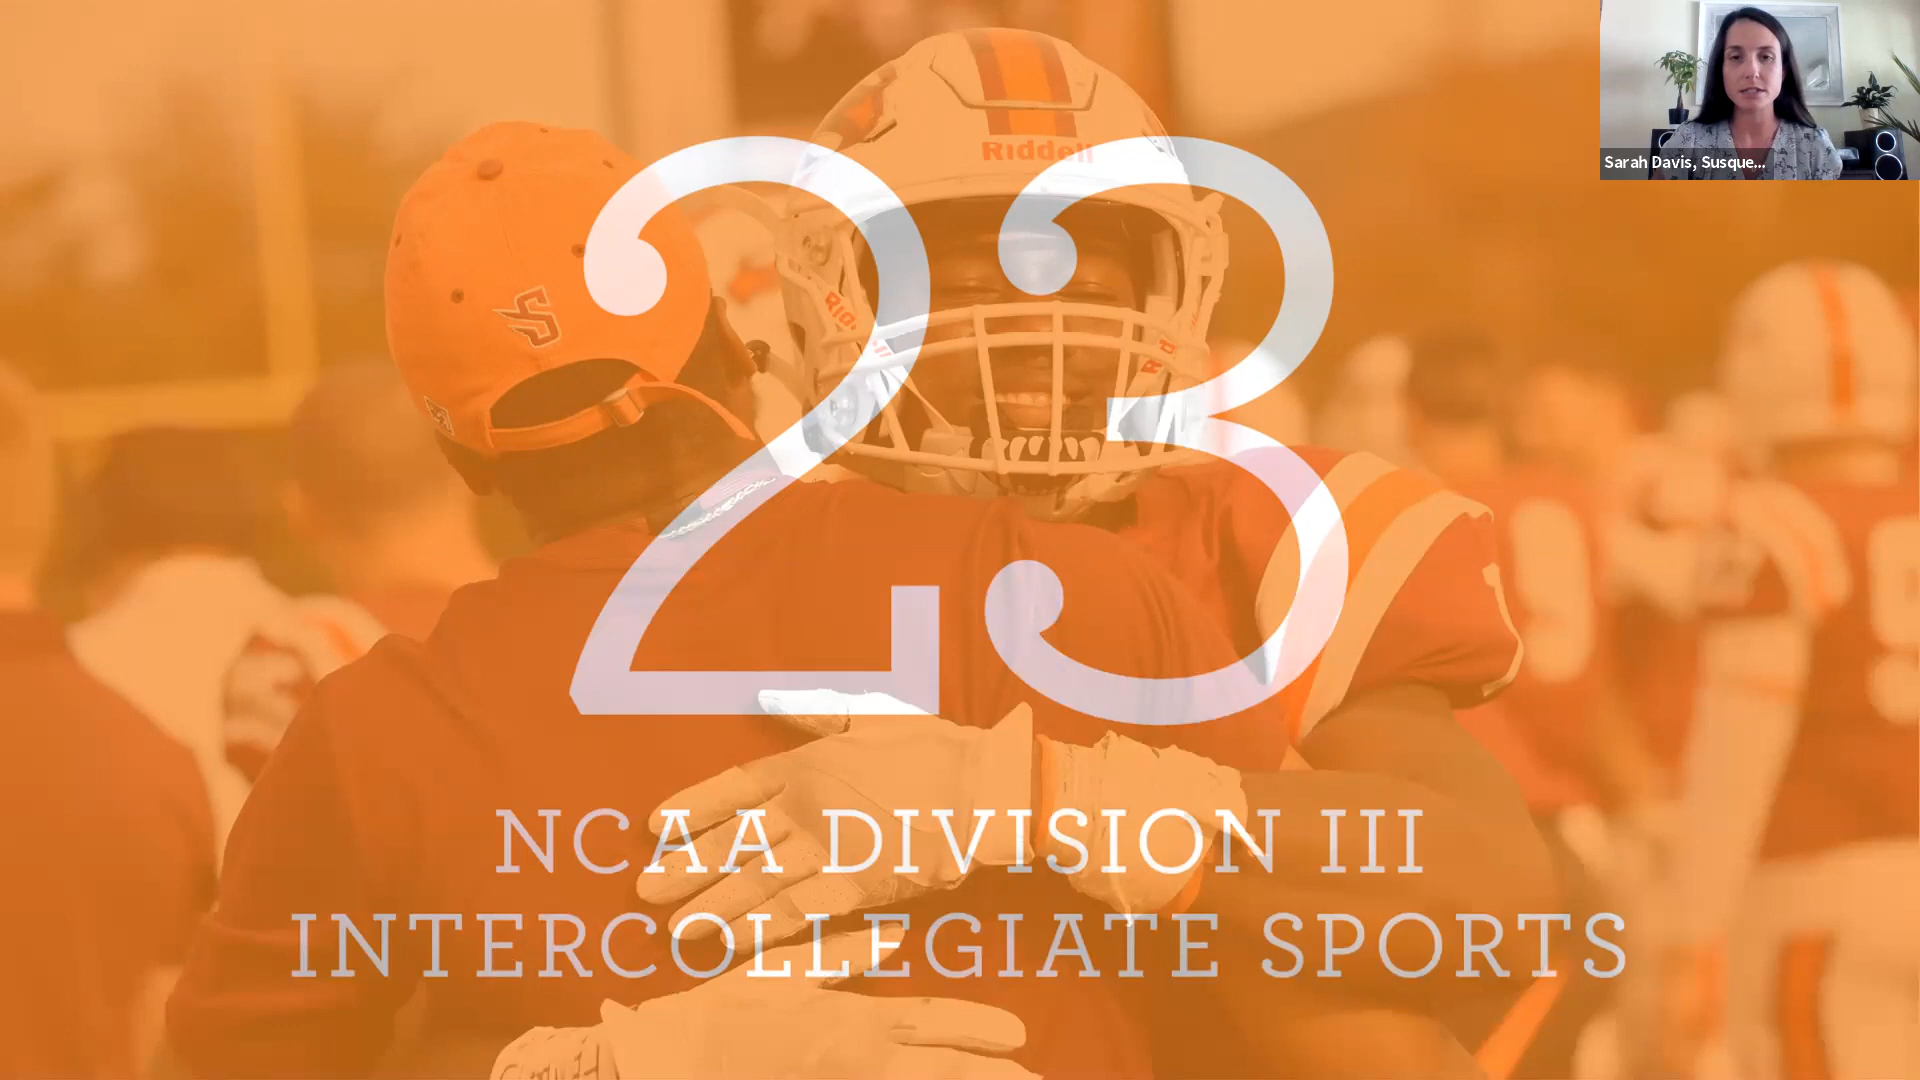 Sarah Davis, Susque...
Riddell
S
23
NCAA DIVISION III
INTERCOLLEGIATE SPORTS